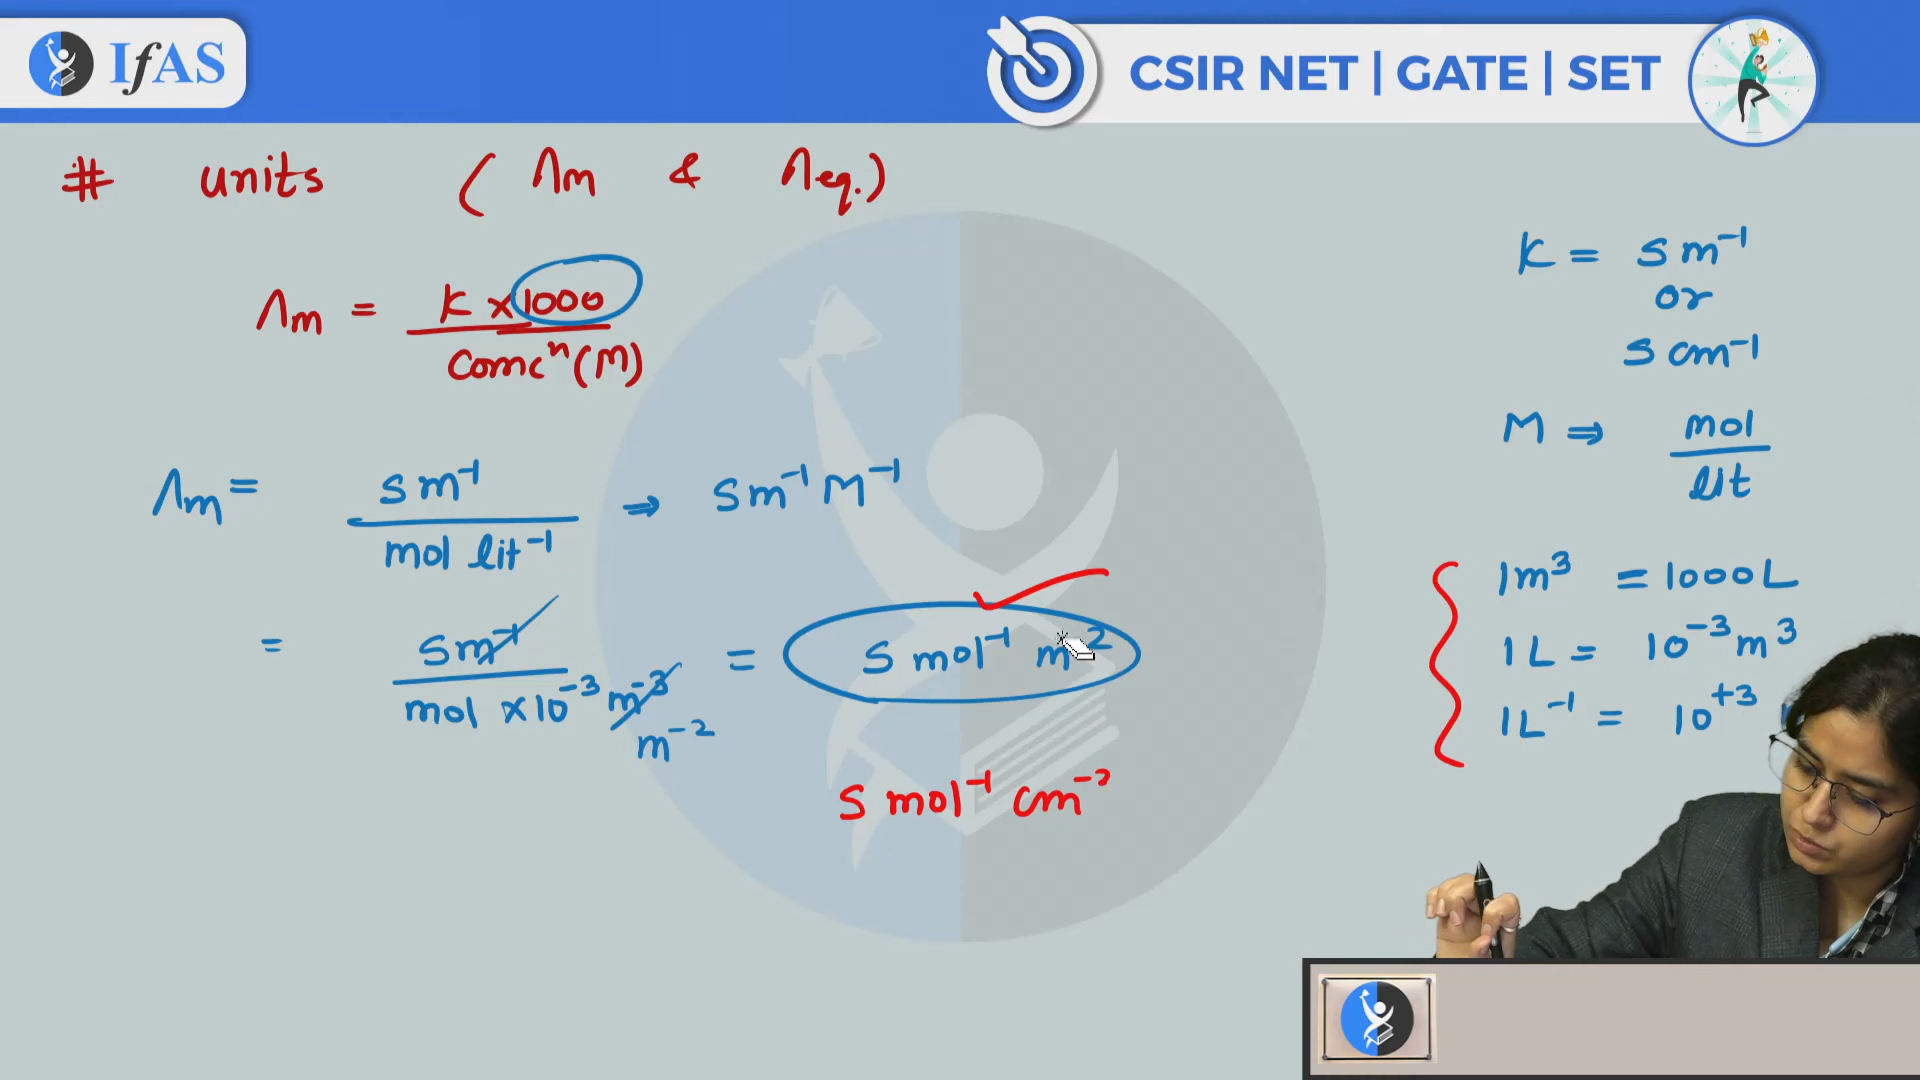 IfAS
CSIR NET | GATE | SET
# units ( Λm & Λeq.)
Λm = K × 1000 / Comcⁿ (M)
K = S m⁻¹
or
S cm⁻¹
M ⇒ mol / lit
Λm = S m⁻¹ / mol lit⁻¹ ⇒ S m⁻¹ M⁻¹
= S m⁻¹ / mol × 10⁻³ m⁻³ = S mol⁻¹ m 2
m⁻²
S mol⁻¹ cm⁻²
1m³ = 1000L
1L = 10⁻³ m³
1L⁻¹ = 10⁺³